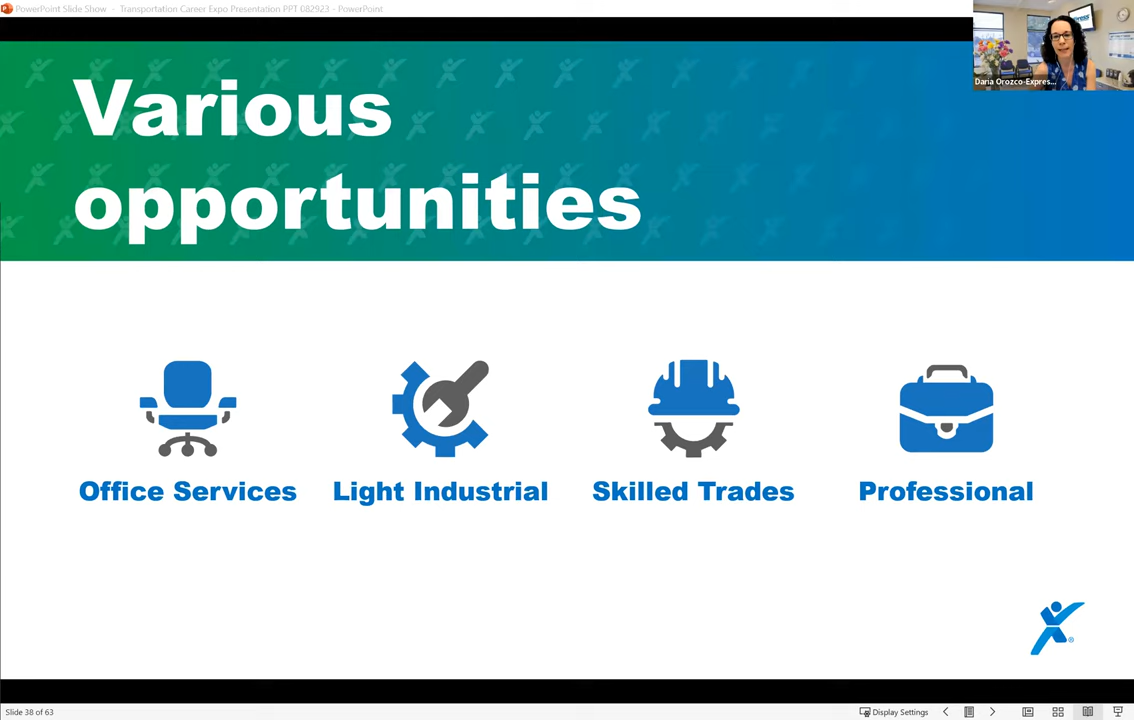 PowerPoint Slide Show - Transportation Career Expo Presentation PPT 082923 - PowerPoint
Daria Orozco-Expres...
Various
opportunities
Office Services
Light Industrial
Skilled Trades
Professional
®
Slide 38 of 63
Display Settings